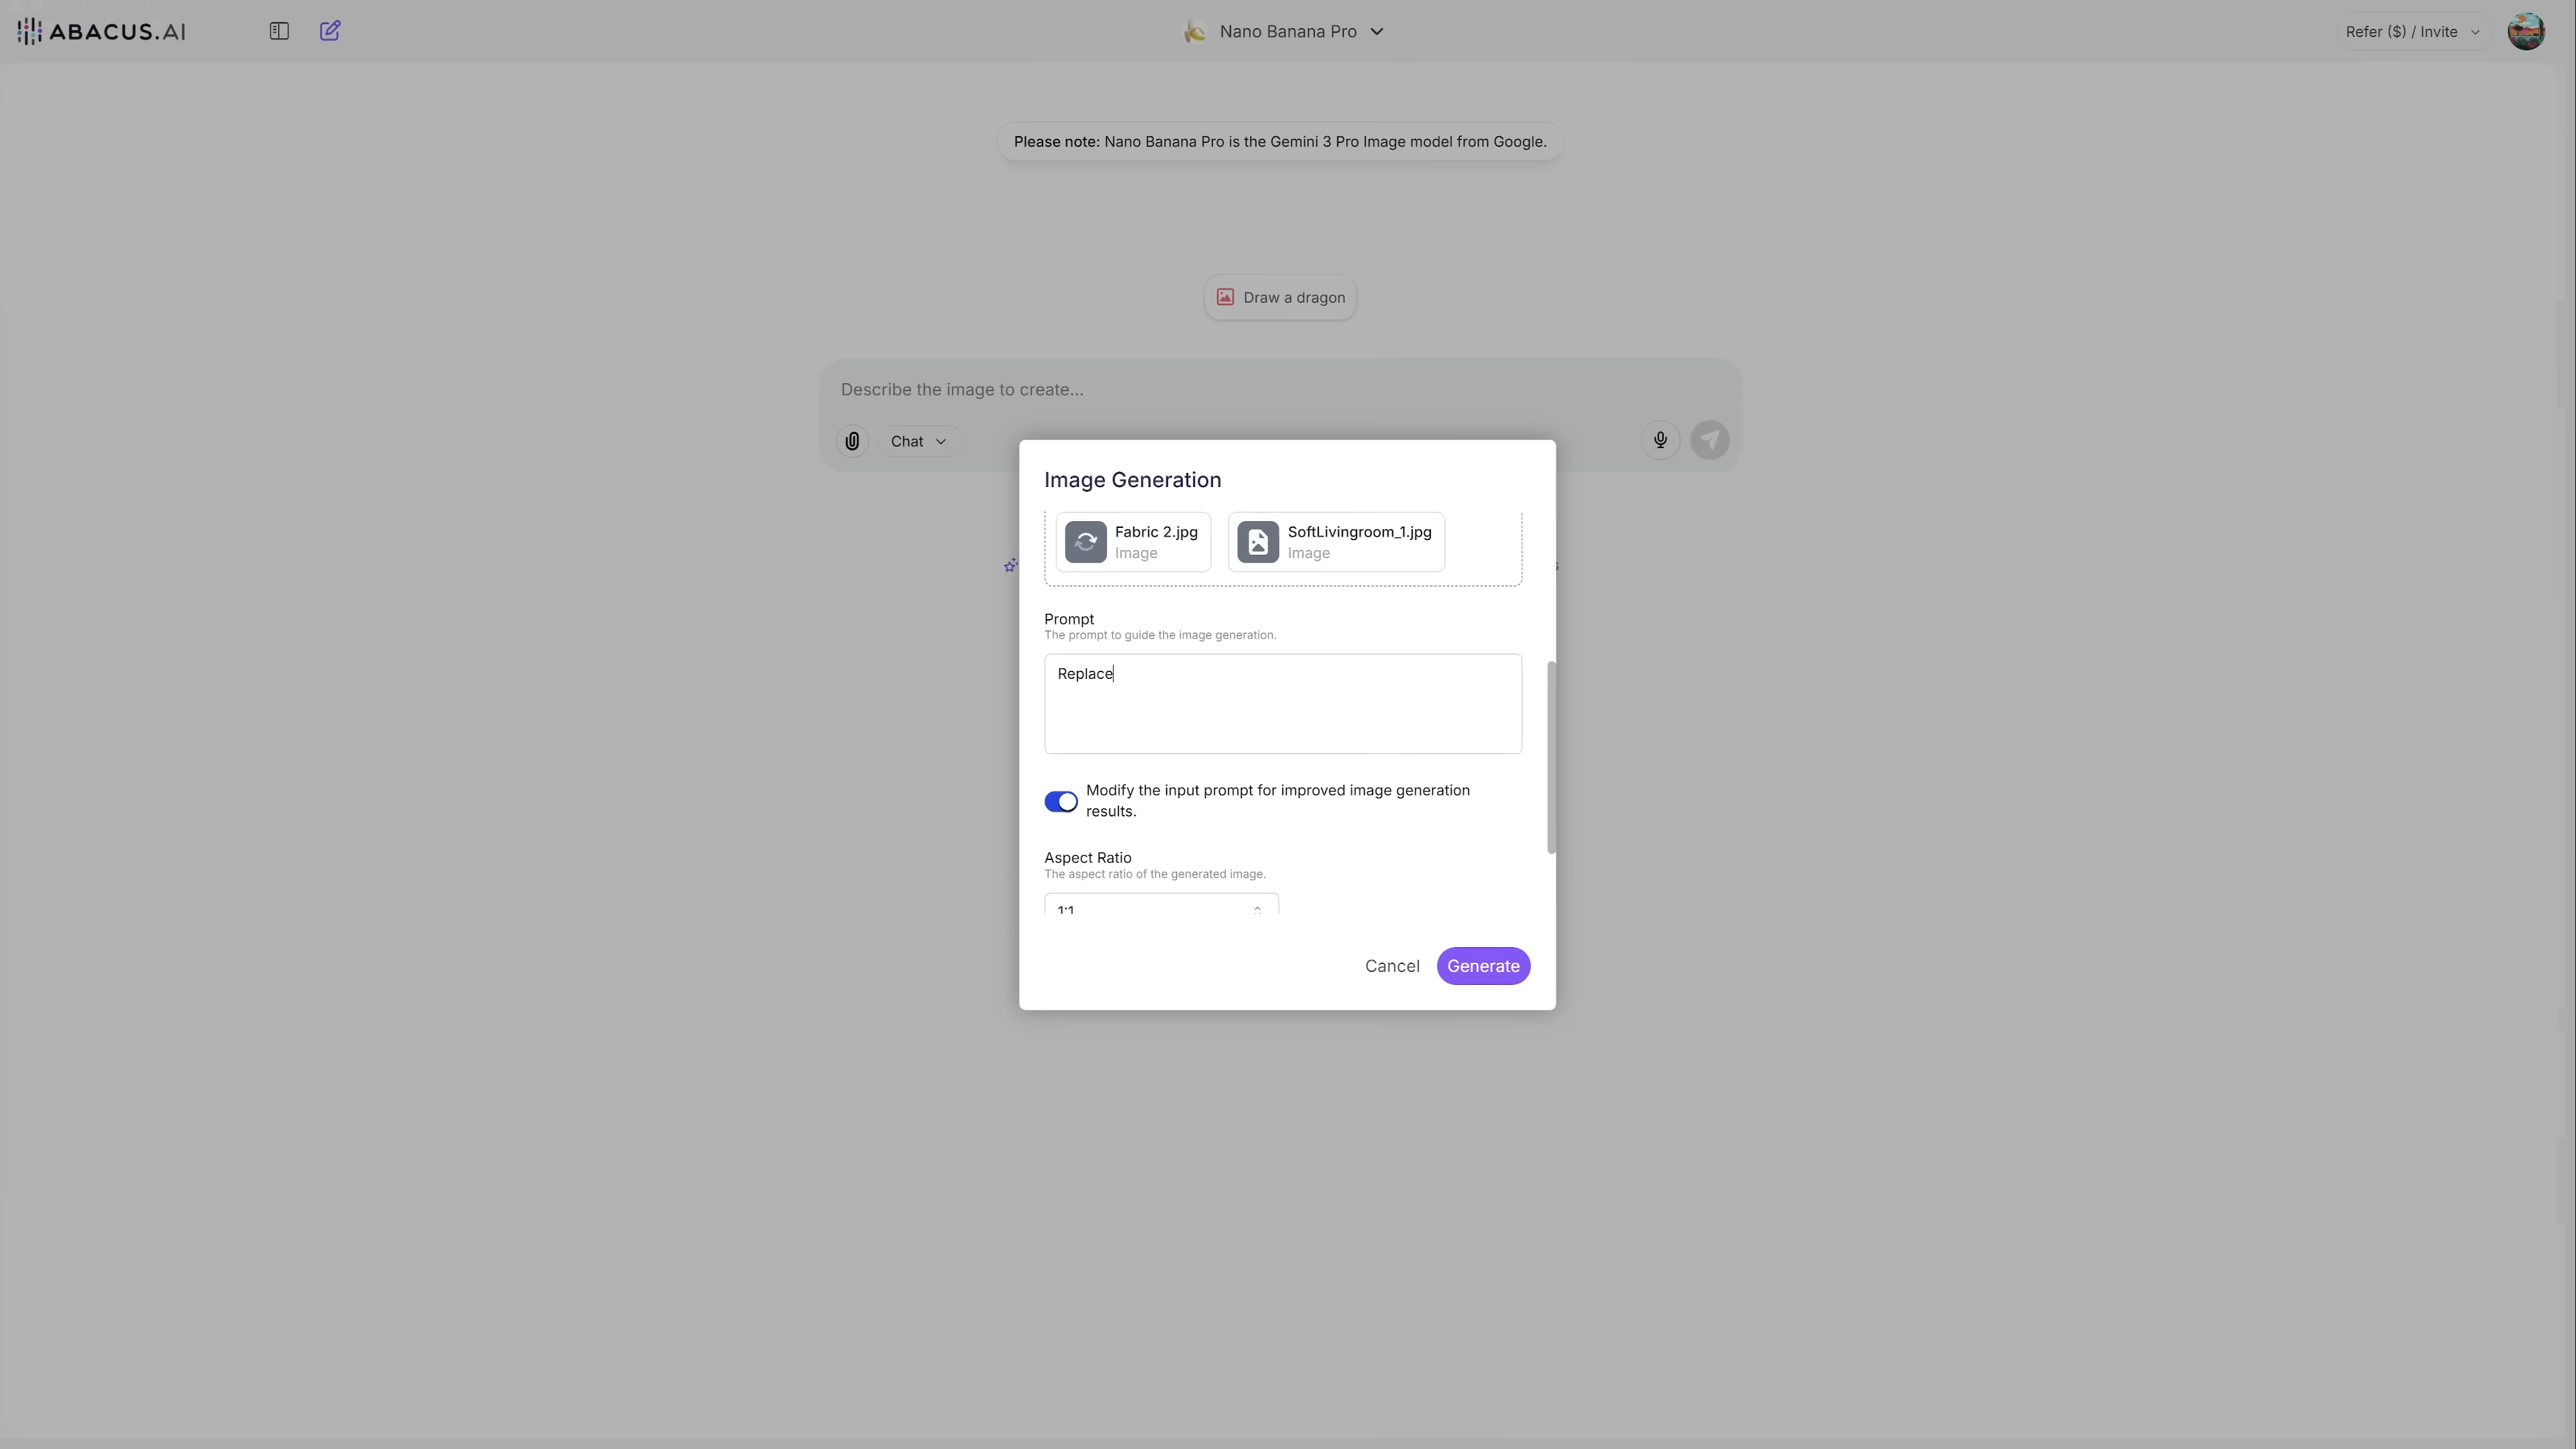 ABACUS.AI
Nano Banana Pro
Refer ($) / Invite
Please note: Nano Banana Pro is the Gemini 3 Pro Image model from Google.
Draw a dragon
Describe the image to create...
Chat
Image Generation
Fabric 2.jpg
Image
SoftLivingroom_1.jpg
Image
Prompt
The prompt to guide the image generation.
Replace
Modify the input prompt for improved image generation
results.
Aspect Ratio
The aspect ratio of the generated image.
1:1
Cancel
Generate